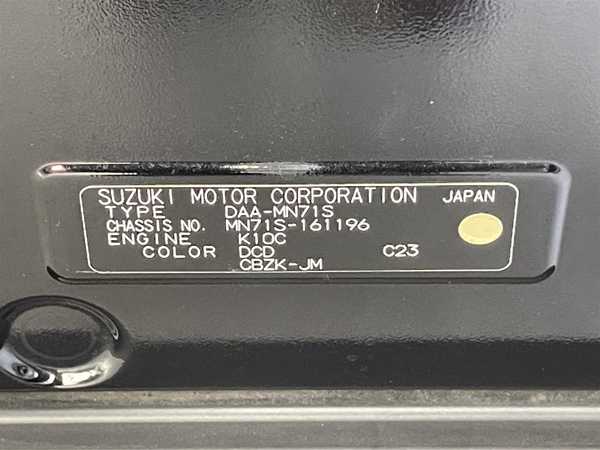 SUZUKI MOTOR CORPORATION JAPAN
TYPE DAA-MN71S
CHASSIS NO. MN71S-161196
ENGINE K10C
COLOR DCD C23
CBZK-JM